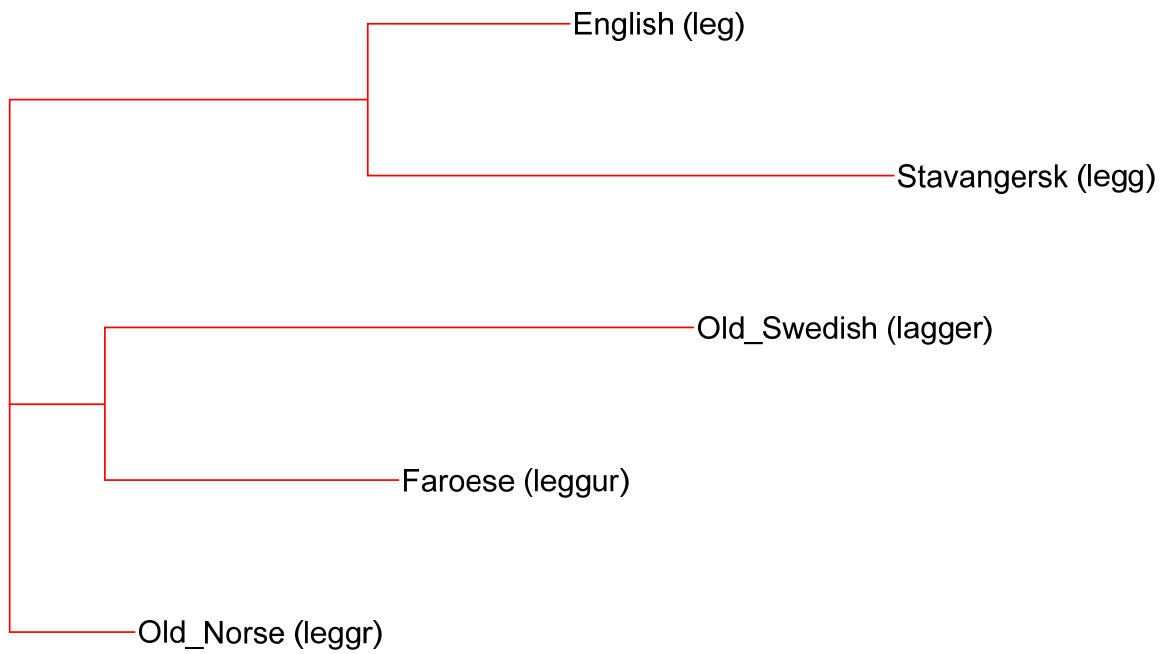 English (leg)
Stavangersk (legg)
Old_Swedish (lagger)
Faroese (leggur)
Old_Norse (leggr)